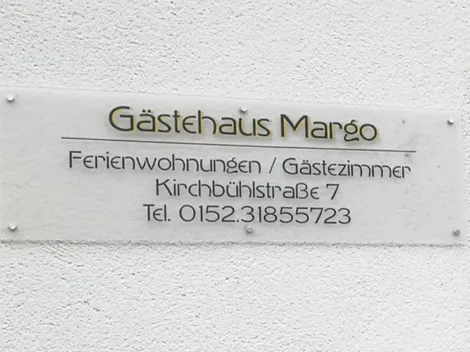 Gästehaus Margo
Ferienwohnungen / Gästezimmer
Kirchbühlstraße 7
Tel. 0152.31855723